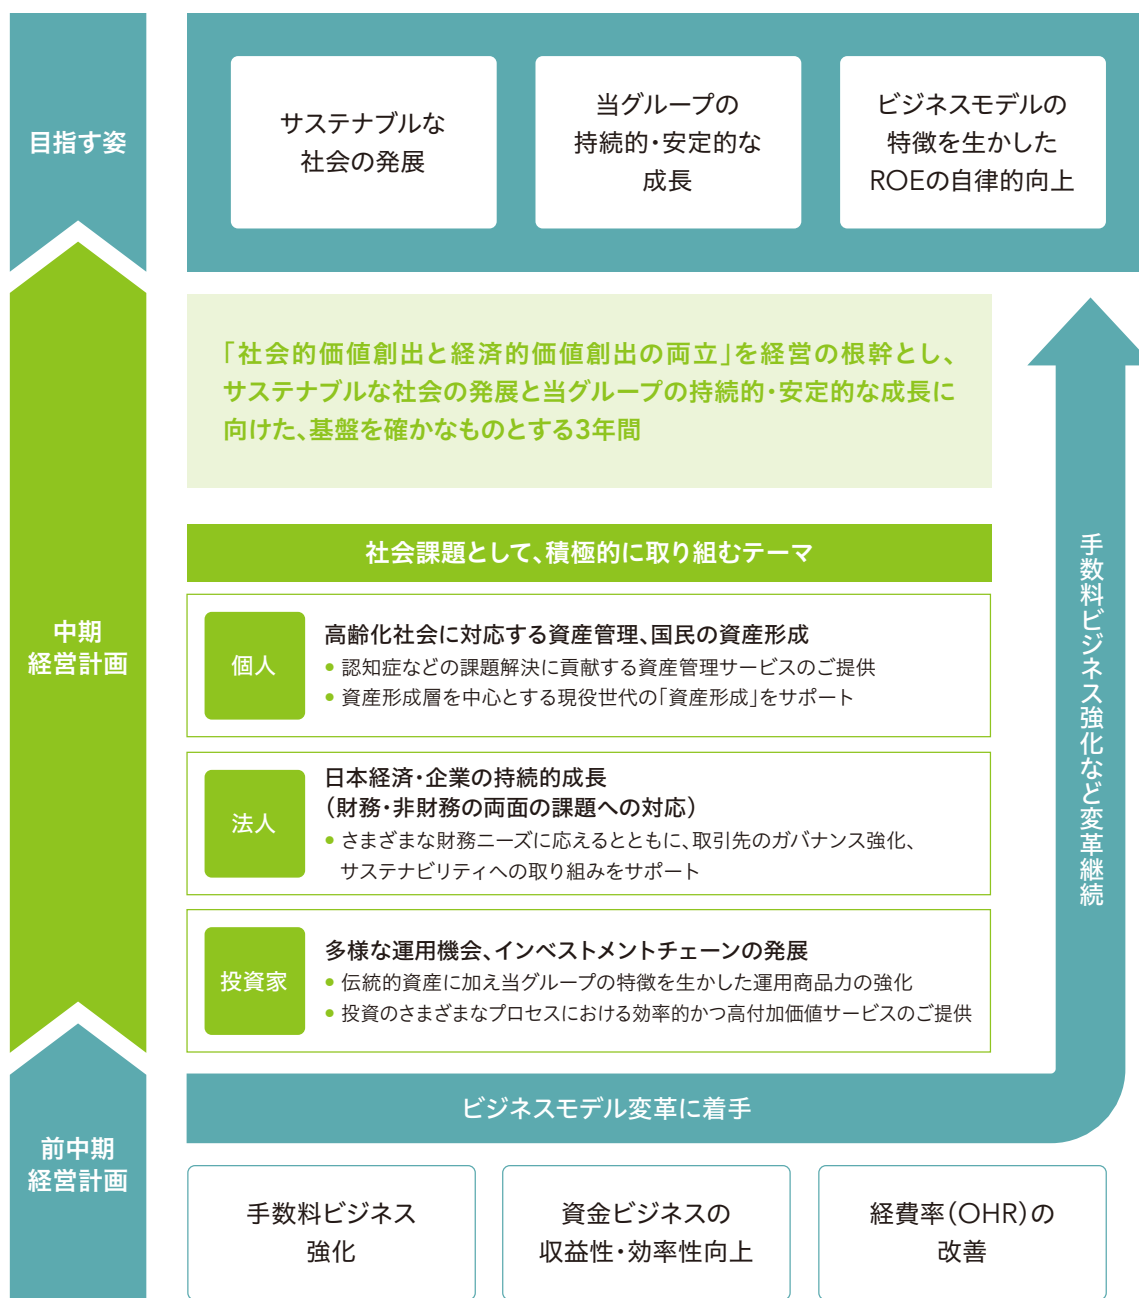 目指す姿
サステナブルな
社会の発展
当グループの
持続的・安定的な
成長
ビジネスモデルの
特徴を生かした
ROEの自律的向上
中期
経営計画
「社会的価値創出と経済的価値創出の両立」を経営の根幹とし、
サステナブルな社会の発展と当グループの持続的・安定的な成長に
向けた、基盤を確かなものとする3年間
社会課題として、積極的に取り組むテーマ
個人
高齢化社会に対応する資産管理、国民の資産形成
● 認知症などの課題解決に貢献する資産管理サービスのご提供
● 資産形成層を中心とする現役世代の「資産形成」をサポート
法人
日本経済・企業の持続的成長
（財務・非財務の両面の課題への対応）
● さまざまな財務ニーズに応えるとともに、取引先のガバナンス強化、
サステナビリティへの取り組みをサポート
投資家
多様な運用機会、インベストメントチェーンの発展
● 伝統的資産に加え当グループの特徴を生かした運用商品力の強化
● 投資のさまざまなプロセスにおける効率的かつ高付加価値サービスのご提供
手数料ビジネス強化など変革継続
ビジネスモデル変革に着手
前中期
経営計画
手数料ビジネス
強化
資金ビジネスの
収益性・効率性向上
経費率（OHR）の
改善